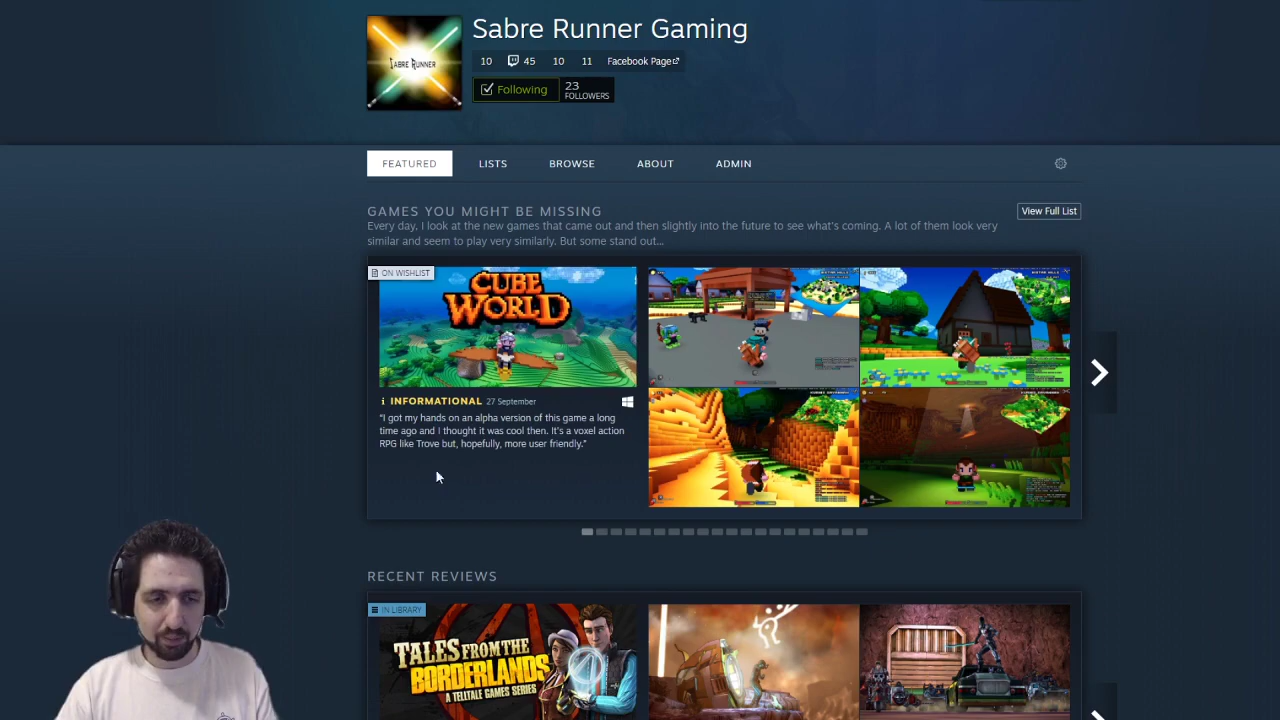 Sabre Runner Gaming
SABRE RUNNER
10 45 10 11 Facebook Page
Following 23 FOLLOWERS
FEATURED LISTS BROWSE ABOUT ADMIN
GAMES YOU MIGHT BE MISSING
View Full List
Every day, I look at the new games that came out and then slightly into the future to see what's coming. A lot of them look very
similar and seem to play very similarly. But some stand out...
ON WISHLIST
CUBE
WORLD
i INFORMATIONAL 27 September
"I got my hands on an alpha version of this game a long
time ago and I thought it was cool then. It's a voxel action
RPG like Trove but, hopefully, more user friendly."
RECENT REVIEWS
IN LIBRARY
TALES FROM THE
BORDERLANDS
A TELLTALE GAMES SERIES